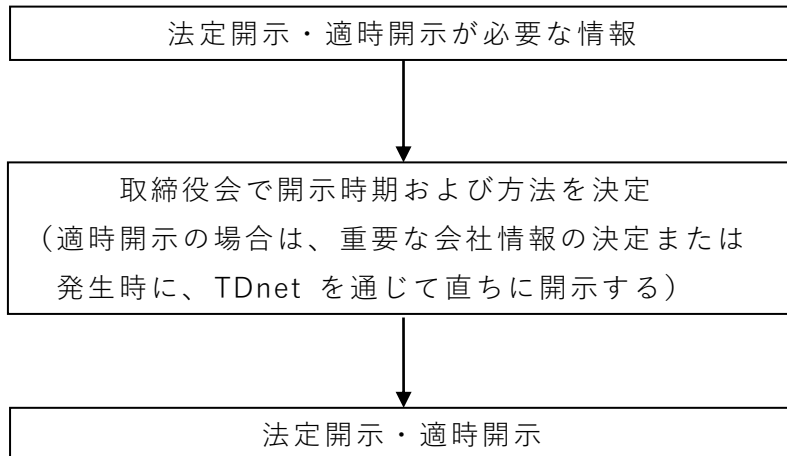 法定開示・適時開示が必要な情報
取締役会で開示時期および方法を決定
（適時開示の場合は、重要な会社情報の決定または
発生時に、TDnet を通じて直ちに開示する）
法定開示・適時開示